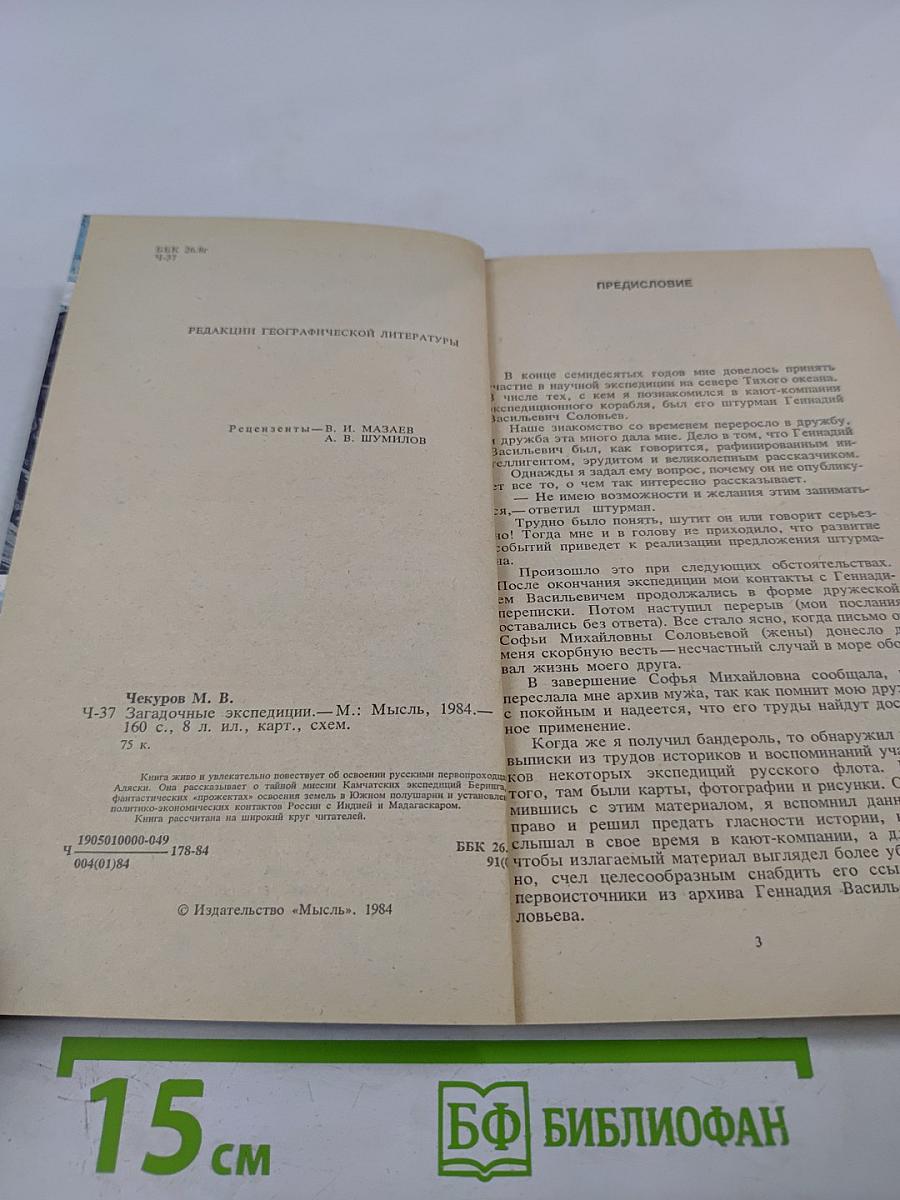 ББК 26.8г
Ч-37
РЕДАКЦИИ ГЕОГРАФИЧЕСКОЙ ЛИТЕРАТУРЫ
Рецензенты—В. И. МАЗАЕВ
А. В. ШУМИЛОВ
Чекуров М. В.
Ч-37 Загадочные экспедиции.—М.: Мысль, 1984.—
160 с., 8 л. ил., карт., схем.
75 к.
Книга живо и увлекательно повествует об освоении русскими первопроходца
Аляски. Она рассказывает о тайной миссии Камчатских экспедиций Беринга,
фантастических «прожектах» освоения земель в Южном полушарии и установлен
политико-экономических контактов России с Индией и Мадагаскаром.
Книга рассчитана на широкий круг читателей.
Ч 1905010000-049 178-84
004(01)84
ББК 26.
91(
© Издательство «Мысль». 1984
ПРЕДИСЛОВИЕ
В конце семидесятых годов мне довелось принять
частие в научной экспедиции на севере Тихого океана.
В числе тех, с кем я познакомился в кают-компании
кспедиционного корабля, был его штурман Геннадий
Васильевич Соловьев.
Наше знакомство со временем переросло в дружбу,
и дружба эта много дала мне. Дело в том, что Геннадий
Васильевич был, как говорится, рафинированным ин-
теллигентом, эрудитом и великолепным рассказчиком.
Однажды я задал ему вопрос, почему он не опублику-
ет все то, о чем так интересно рассказывает.
— Не имею возможности и желания этим занимать-
ся,— ответил штурман.
Трудно было понять, шутит он или говорит серьез-
но! Тогда мне и в голову не приходило, что развитие
событий приведет к реализации предложения штурма-
на.
Произошло это при следующих обстоятельствах.
После окончания экспедиции мои контакты с Геннади-
ем Васильевичем продолжались в форме дружеской
переписки. Потом наступил перерыв (мои послания
оставались без ответа). Все стало ясно, когда письмо о
Софьи Михайловны Соловьевой (жены) донесло д
меня скорбную весть—несчастный случай в море обо
вал жизнь моего друга.
В завершение Софья Михайловна сообщала,
переслала мне архив мужа, так как помнит мою друж
с покойным и надеется, что его труды найдут дос
ное применение.
Когда же я получил бандероль, то обнаружил
выписки из трудов историков и воспоминаний уча
ков некоторых экспедиций русского флота.
того, там были карты, фотографии и рисунки. О
мившись с этим материалом, я вспомнил данн
право и решил предать гласности истории,
слышал в свое время в кают-компании, а дл
чтобы излагаемый материал выглядел более уб
но, счел целесообразным снабдить его ссы
первоисточники из архива Геннадия Василь
ловьева.
3
15 см
БФ БИБЛИОФАН